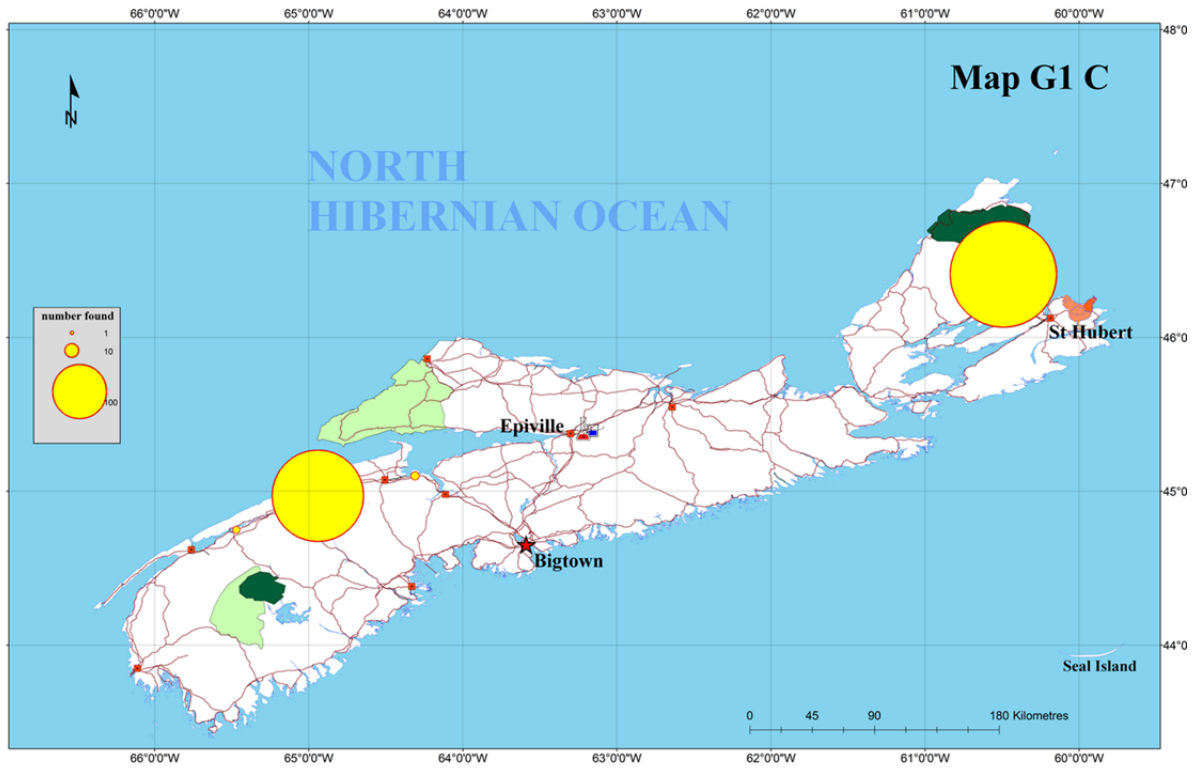 66°0'0"W 65°0'0"W 64°0'0"W 63°0'0"W 62°0'0"W 61°0'0"W 60°0'0"W
48°0
Map G1 C
N
NORTH
HIBERNIAN OCEAN
47°0
number found
1
10
100
46°0
St Hubert
Epiville
45°0
Bigtown
44°0
Seal Island
0 45 90 180 Kilometres
66°0'0"W 65°0'0"W 64°0'0"W 63°0'0"W 62°0'0"W 61°0'0"W 60°0'0"W